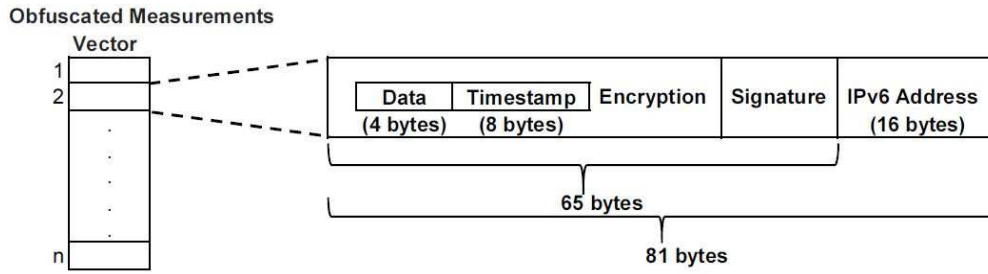 Obfuscated Measurements
Vector
1
2
.
.
.
.
.
n
Data
Timestamp
Encryption
Signature
IPv6 Address
(4 bytes)
(8 bytes)
(16 bytes)
65 bytes
81 bytes